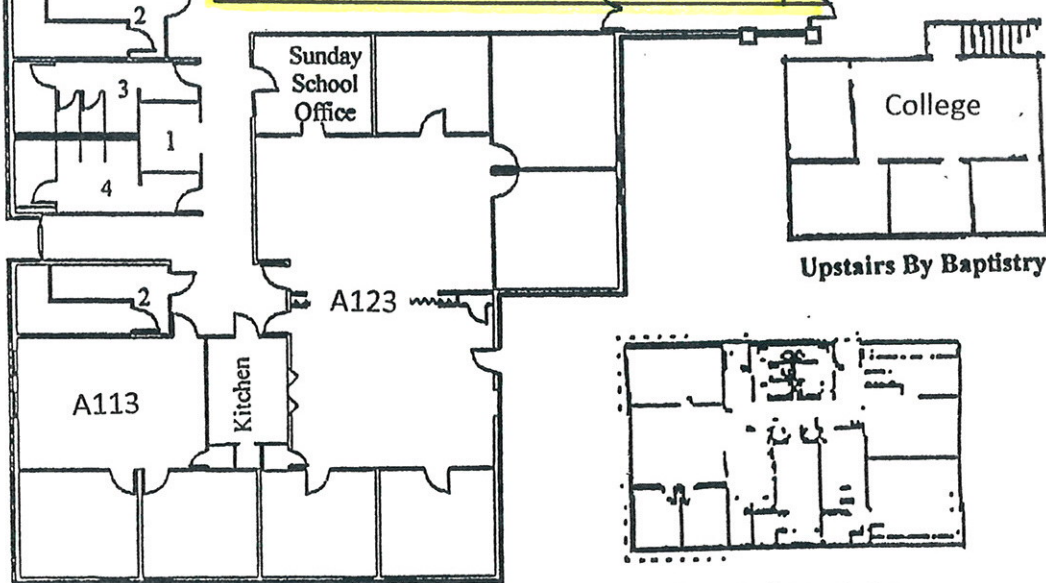 2
Sunday
School
Office
3
1
4
College
Upstairs By Baptistry
2
A123
A113
Kitchen